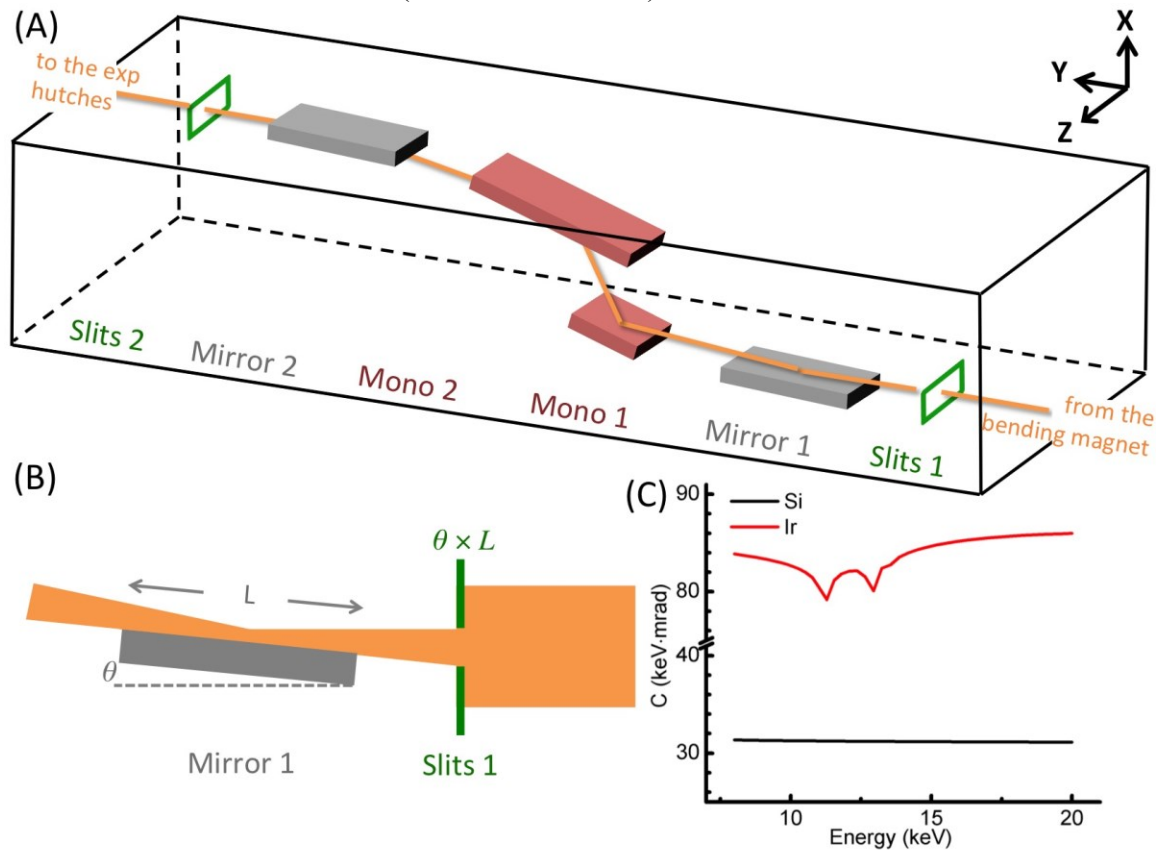 (A)
to the exp
hutches
X
Y
Z
Slits 2
Mirror 2
Mono 2
Mono 1
Mirror 1
Slits 1
from the
bending magnet
(B)
θ × L
L
θ
Mirror 1
Slits 1
(C)
Si
Ir
90
80
40
30
C (keV·mrad)
10
15
20
Energy (keV)